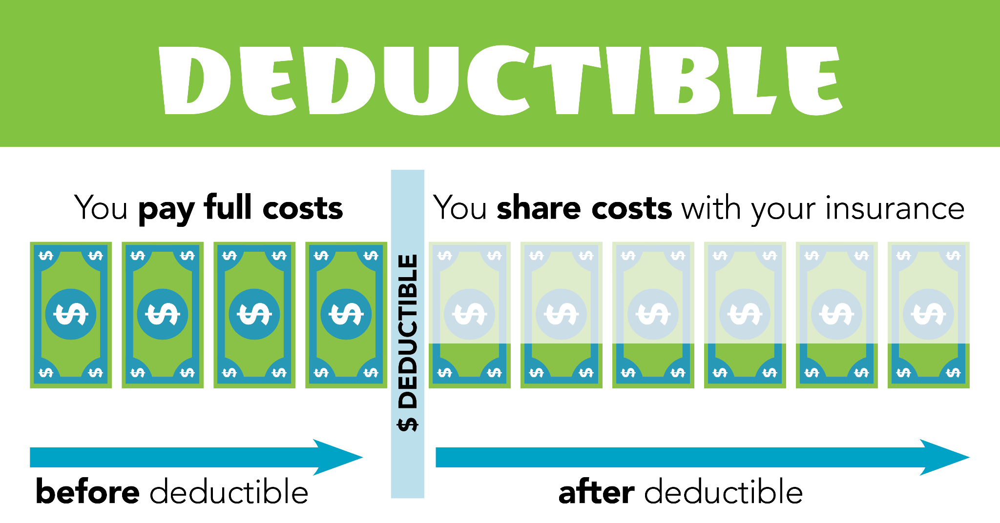 DEDUCTIBLE
You pay full costs
You share costs with your insurance
$ $ $ $ $ $ $ $ $ $ $ $ $ $ $ $ $ $ $ $
$ $ $ $ $ $ $ $ $ $
$ $ $ $ $ $ $ $ $ $ $ $ $ $ $ $ $ $ $ $
$ DEDUCTIBLE
before deductible
after deductible